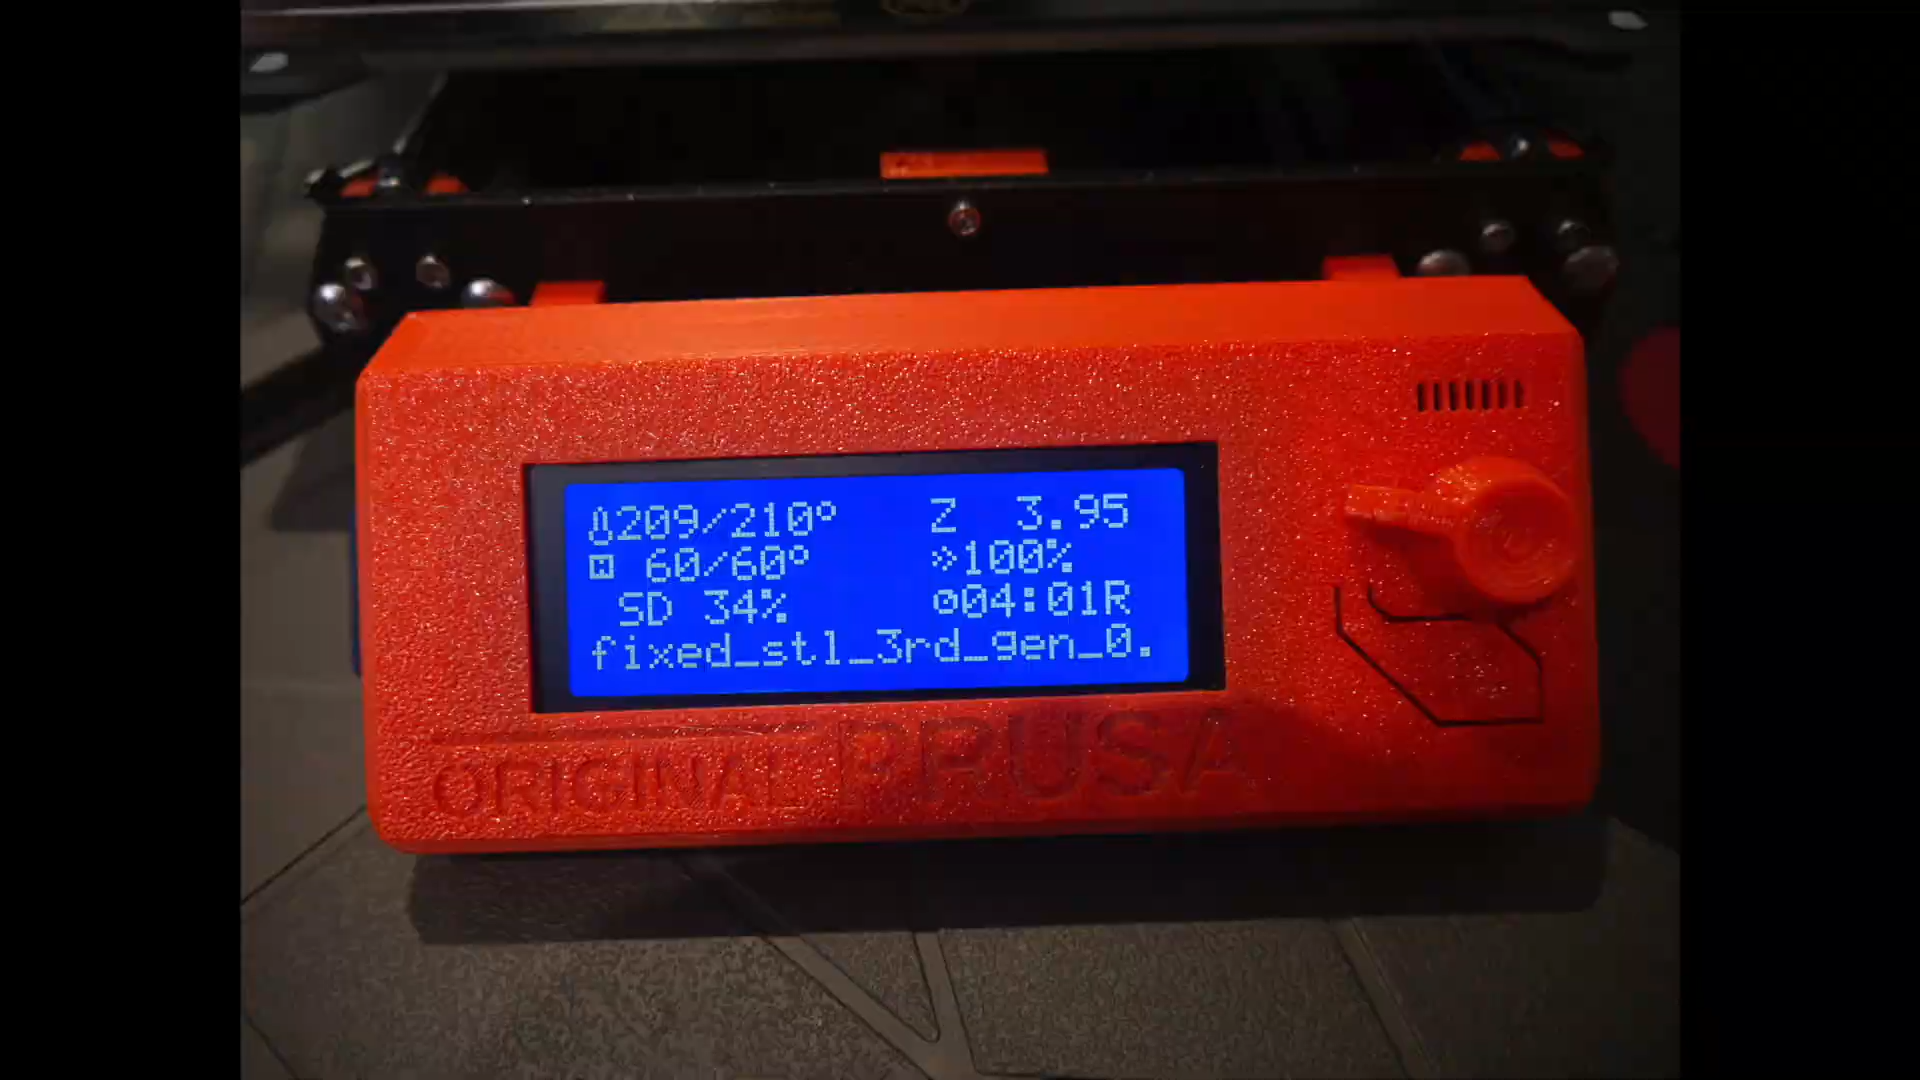 209/210° Z 3.95
60/60° 100%
SD 34% 04:01R
fixed_stl_3rd_gen_0.
ORIGINAL PRUSA